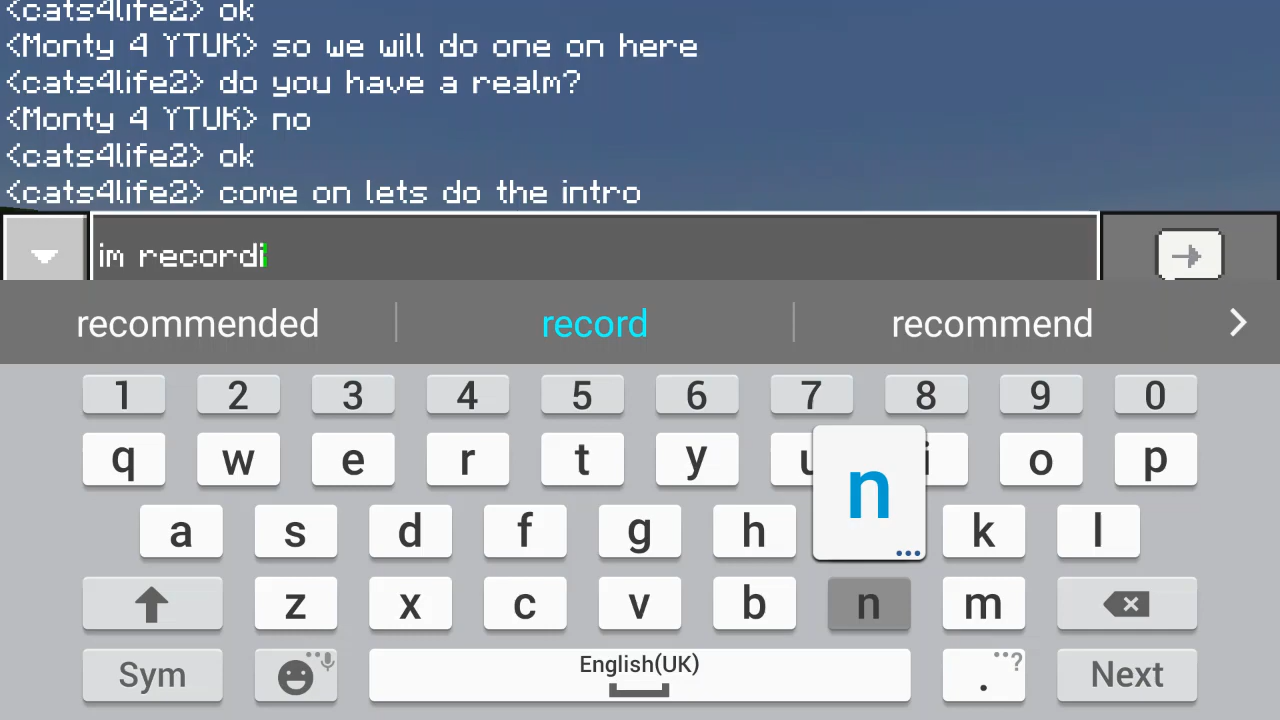 <cats4life2> ok
<Monty 4 YTUK> so we will do one on here
<cats4life2> do you have a realm?
<Monty 4 YTUK> no
<cats4life2> ok
<cats4life2> come on lets do the intro
im recordi
recommended record recommend
1 2 3 4 5 6 7 8 9 0
q w e r t y u i o p
n
a s d f g h k l
z x c v b n m
Sym English(UK) . ? Next